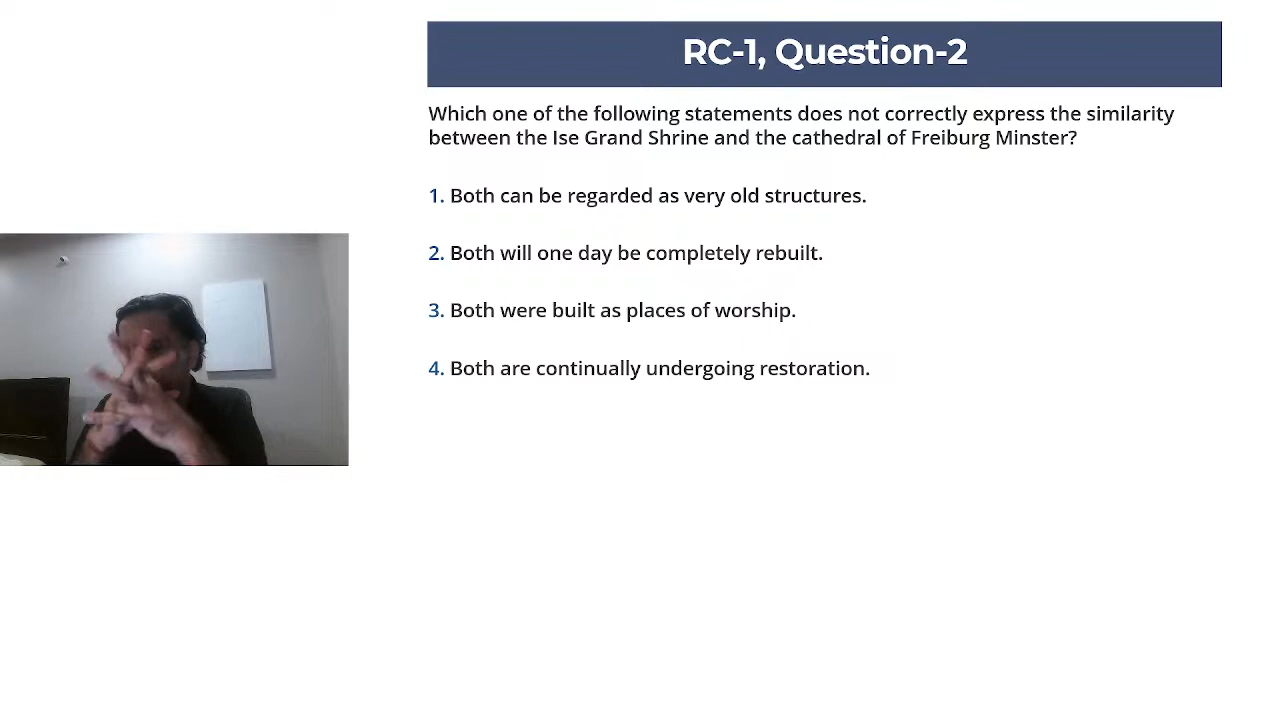 RC-1, Question-2
Which one of the following statements does not correctly express the similarity
between the Ise Grand Shrine and the cathedral of Freiburg Minster?
1. Both can be regarded as very old structures.
2. Both will one day be completely rebuilt.
3. Both were built as places of worship.
4. Both are continually undergoing restoration.